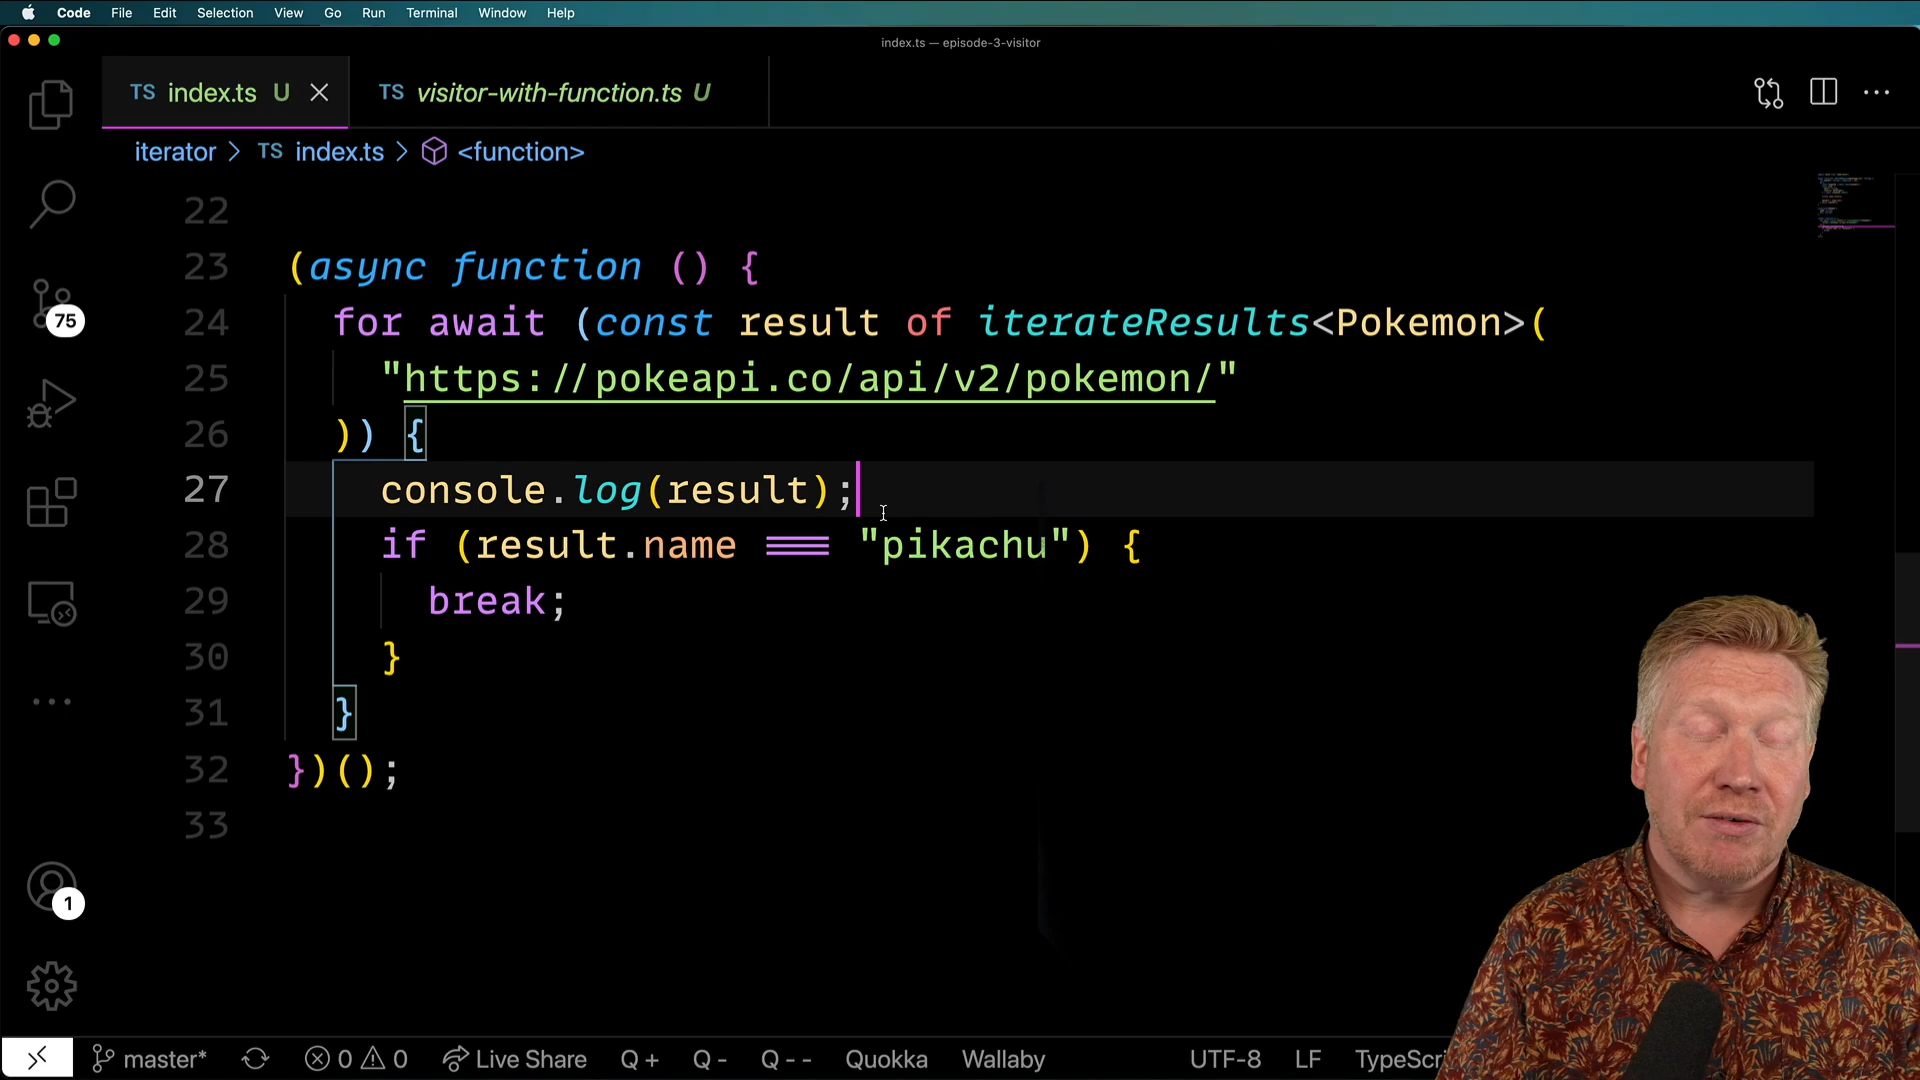 Code File Edit Selection View Go Run Terminal Window Help
index.ts — episode-3-visitor
TS index.ts U
TS visitor-with-function.ts U
iterator > TS index.ts > <function>
22
23 (async function () {
24 for await (const result of iterateResults<Pokemon>(
25 "https://pokeapi.co/api/v2/pokemon/"
26 )) {
27 console.log(result);
28 if (result.name === "pikachu") {
29 break;
30 }
31 }
32 })();
33
75
1
master* 0 0 Live Share Q + Q - Q -- Quokka Wallaby UTF-8 LF